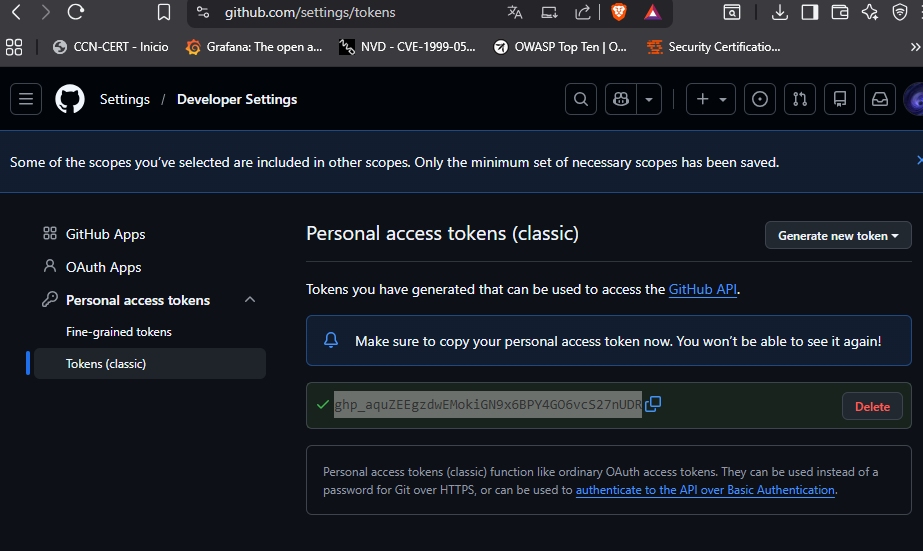 github.com/settings/tokens
CCN-CERT - Inicio
Grafana: The open a...
NVD - CVE-1999-05...
OWASP Top Ten | O...
Security Certificatio...
»
Settings / Developer Settings
Some of the scopes you’ve selected are included in other scopes. Only the minimum set of necessary scopes has been saved.
GitHub Apps
OAuth Apps
Personal access tokens
Fine-grained tokens
Tokens (classic)
Personal access tokens (classic)
Generate new token
Tokens you have generated that can be used to access the GitHub API.
Make sure to copy your personal access token now. You won’t be able to see it again!
[access token withheld]
Delete
Personal access tokens (classic) function like ordinary OAuth access tokens. They can be used instead of a
password for Git over HTTPS, or can be used to authenticate to the API over Basic Authentication.